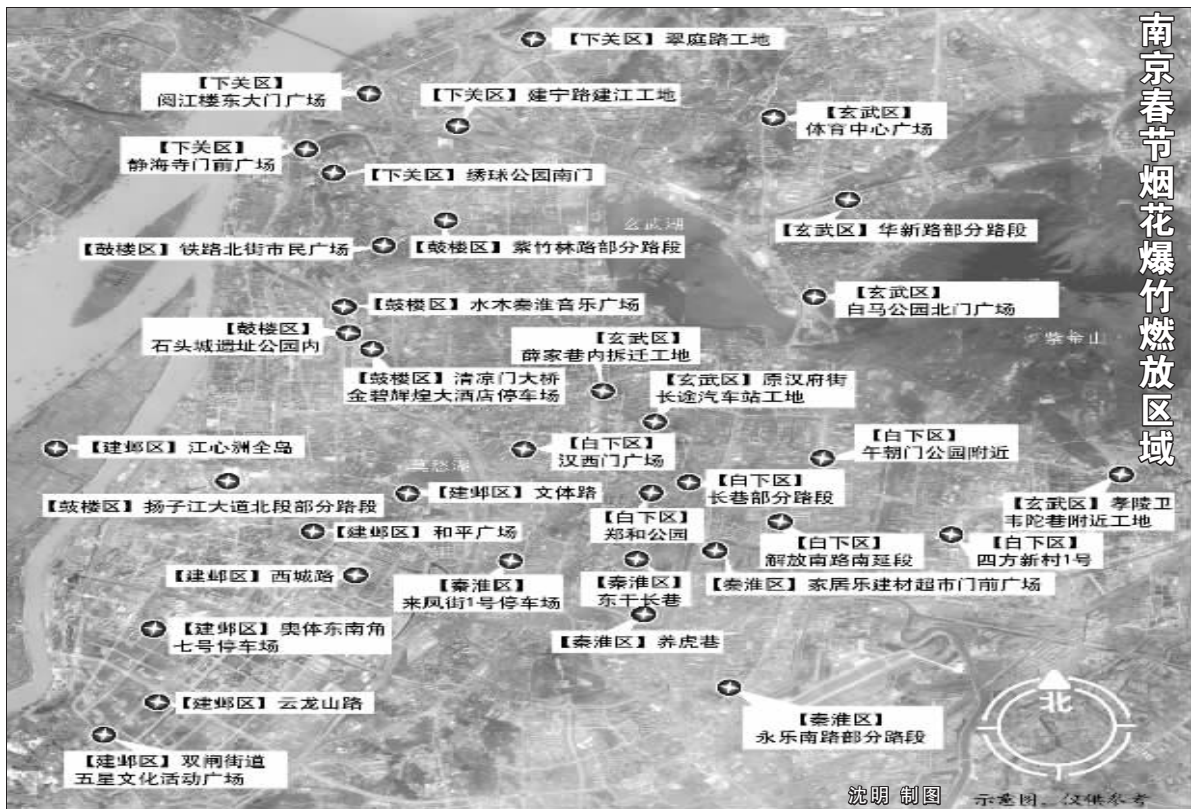 南京春节烟花爆竹燃放区域
【下关区】翠庭路工地
【下关区】
阅江楼东大门广场
【下关区】建宁路建江工地
【玄武区】
体育中心广场
【下关区】
静海寺门前广场
【下关区】绣球公园南门
【玄武区】华新路部分路段
【鼓楼区】铁路北街市民广场
【鼓楼区】紫竹林路部分路段
玄武湖
【玄武区】
白马公园北门广场
【鼓楼区】水木秦淮音乐广场
【鼓楼区】
石头城遗址公园内
【玄武区】
薛家巷内拆迁工地
紫金山
【鼓楼区】清凉门大桥
金碧辉煌大酒店停车场
【玄武区】原汉府街
长途汽车站工地
【建邺区】江心洲全岛
【白下区】
汉西门广场
【白下区】
午朝门公园附近
莫愁湖
【鼓楼区】扬子江大道北段部分路段
【建邺区】文体路
【白下区】
长巷部分路段
【玄武区】孝陵卫
韦陀巷附近工地
【白下区】
郑和公园
【建邺区】和平广场
【白下区】
解放南路南延段
【白下区】
四方新村1号
【建邺区】西城路
【秦淮区】
来凤街1号停车场
【秦淮区】
东干长巷
【秦淮区】家居乐建材超市门前广场
【建邺区】奥体东南角
七号停车场
【秦淮区】养虎巷
【建邺区】云龙山路
【秦淮区】
永乐南路部分路段
北
【建邺区】双闸街道
五星文化活动广场
沈明 制图
示意图 仅供参考